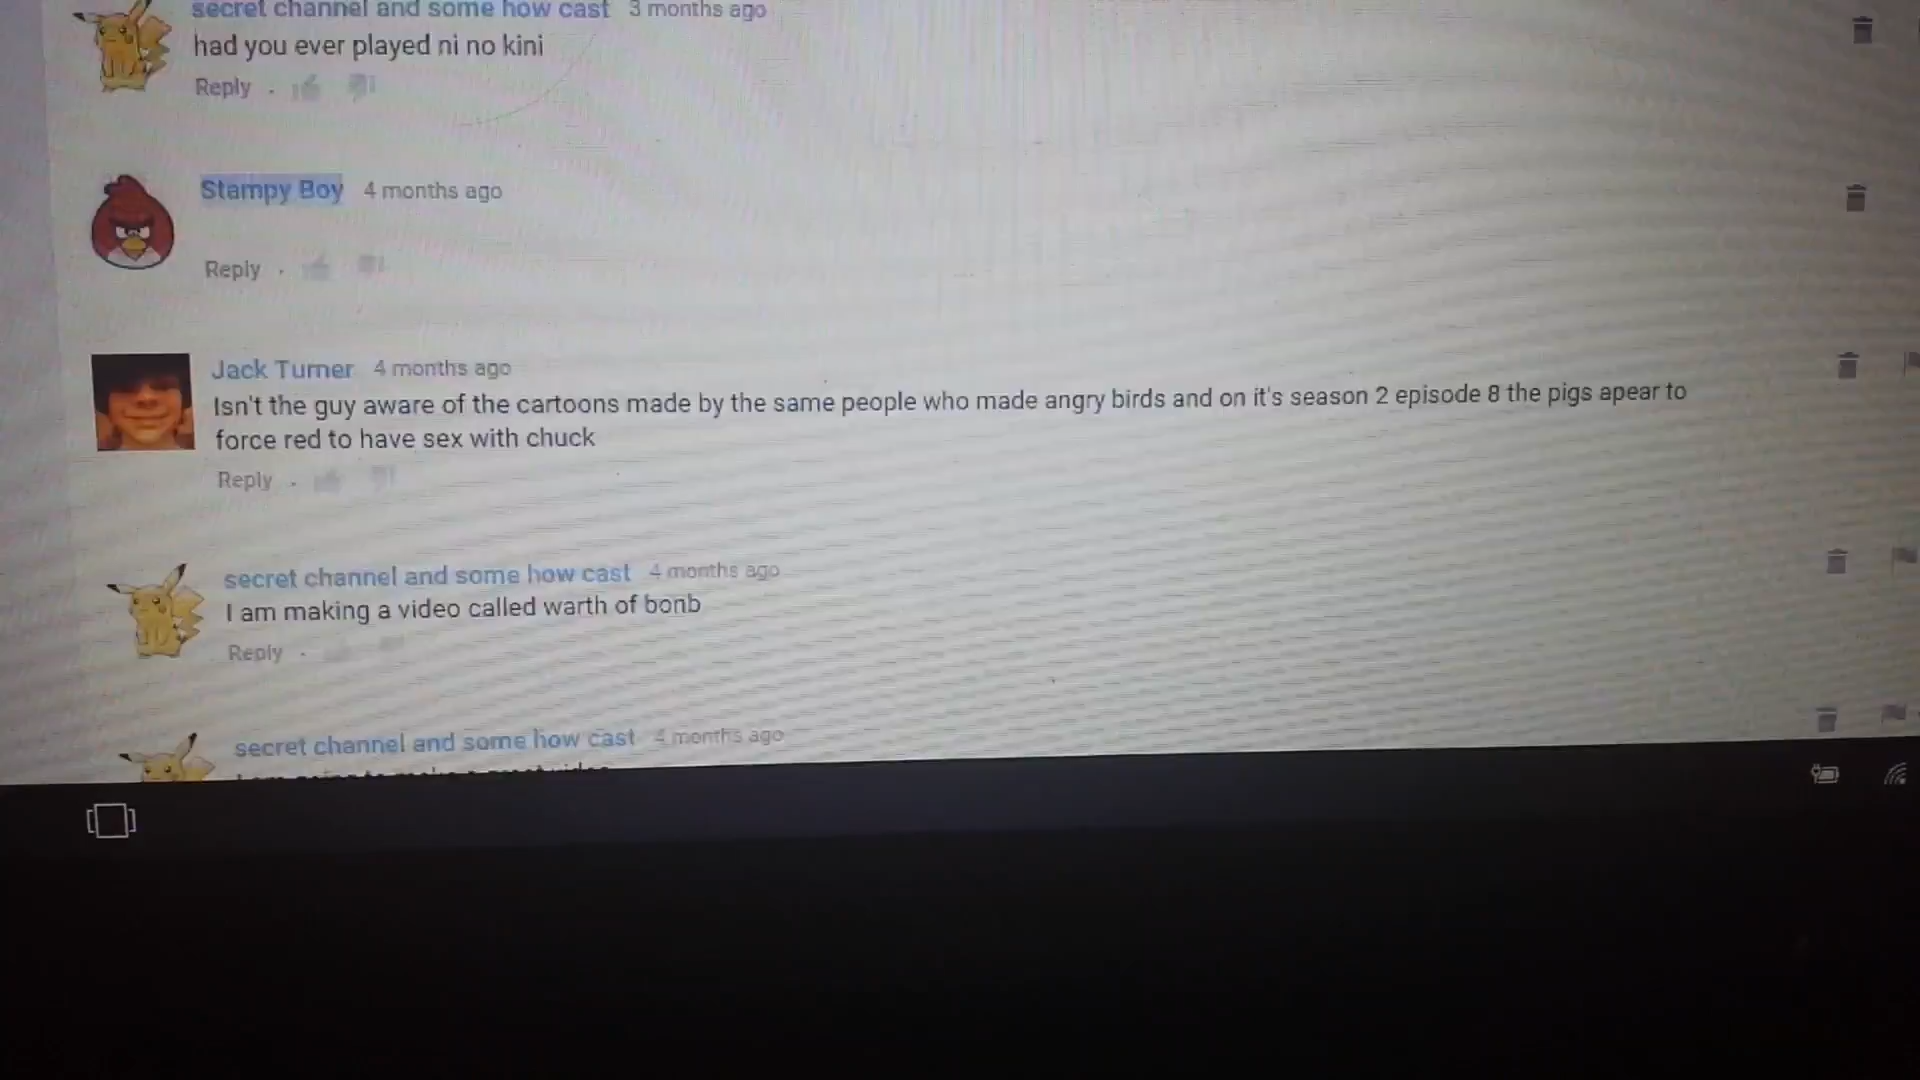 secret channel and some how cast 3 months ago
had you ever played ni no kini
Reply
Stampy Boy 4 months ago
Reply
Jack Turner 4 months ago
Isn't the guy aware of the cartoons made by the same people who made angry birds and on it's season 2 episode 8 the pigs apear to
force red to have sex with chuck
Reply
secret channel and some how cast 4 months ago
I am making a video called warth of bonb
Reply
secret channel and some how cast 4 months ago